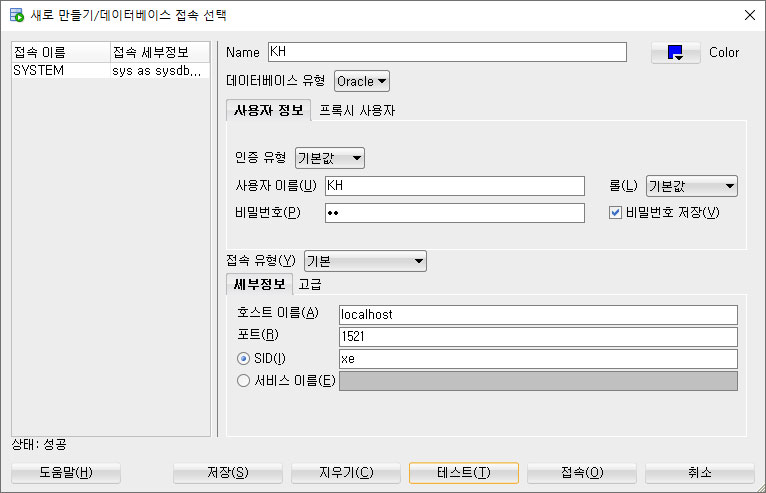 새로 만들기/데이터베이스 접속 선택
접속 이름 접속 세부정보
SYSTEM sys as sysdb...
Name KH Color
데이터베이스 유형 Oracle
사용자 정보 프록시 사용자
인증 유형 기본값
사용자 이름(U) KH 롤(L) 기본값
비밀번호(P) •• 비밀번호 저장(V)
접속 유형(Y) 기본
세부정보 고급
호스트 이름(A) localhost
포트(R) 1521
SID(I) xe
서비스 이름(E)
상태: 성공
도움말(H) 저장(S) 지우기(C) 테스트(T) 접속(O) 취소